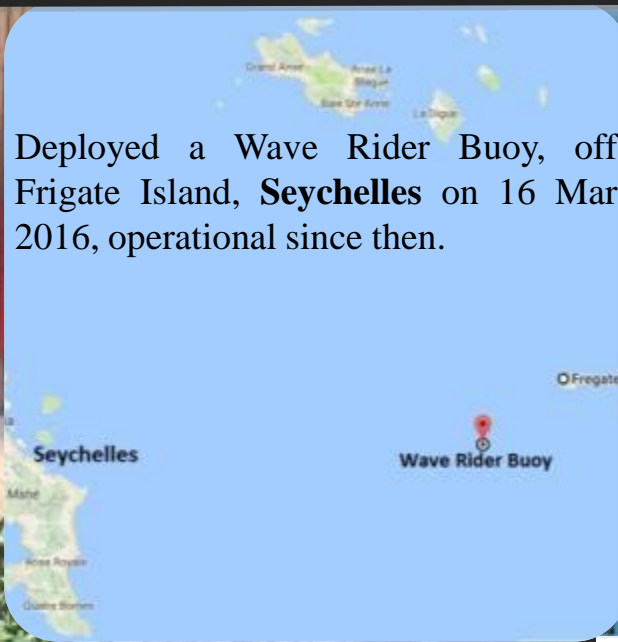 Grand Anse
Anse La
Blague
Baie Ste Anne
La Digue
Deployed a Wave Rider Buoy, off
Frigate Island, Seychelles on 16 Mar
2016, operational since then.
Fregate
Seychelles
Wave Rider Buoy
Mahe
Anse Royale
Quatre Bornes